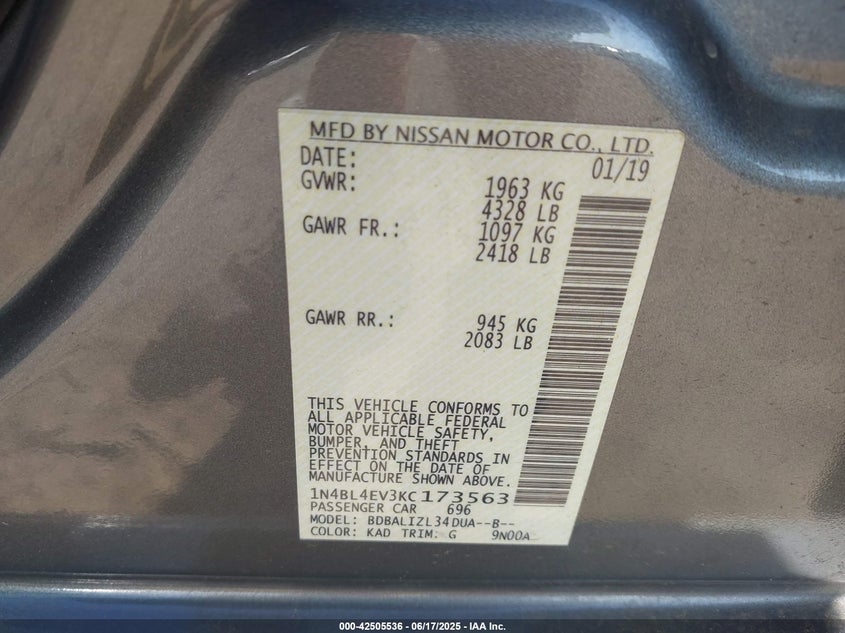 MFD BY NISSAN MOTOR CO., LTD.
DATE: 01/19
GVWR: 1963 KG
4328 LB
GAWR FR.: 1097 KG
2418 LB
GAWR RR.: 945 KG
2083 LB
THIS VEHICLE CONFORMS TO
ALL APPLICABLE FEDERAL
MOTOR VEHICLE SAFETY,
BUMPER, AND THEFT
PREVENTION STANDARDS IN
EFFECT ON THE DATE OF
MANUFACTURE SHOWN ABOVE.
1N4BL4EV3KC173563
PASSENGER CAR 696
MODEL: BDBALIZL34DUA--B--
COLOR: KAD TRIM: G 9N00A
000-42505536 - 06/17/2025 - IAA Inc.